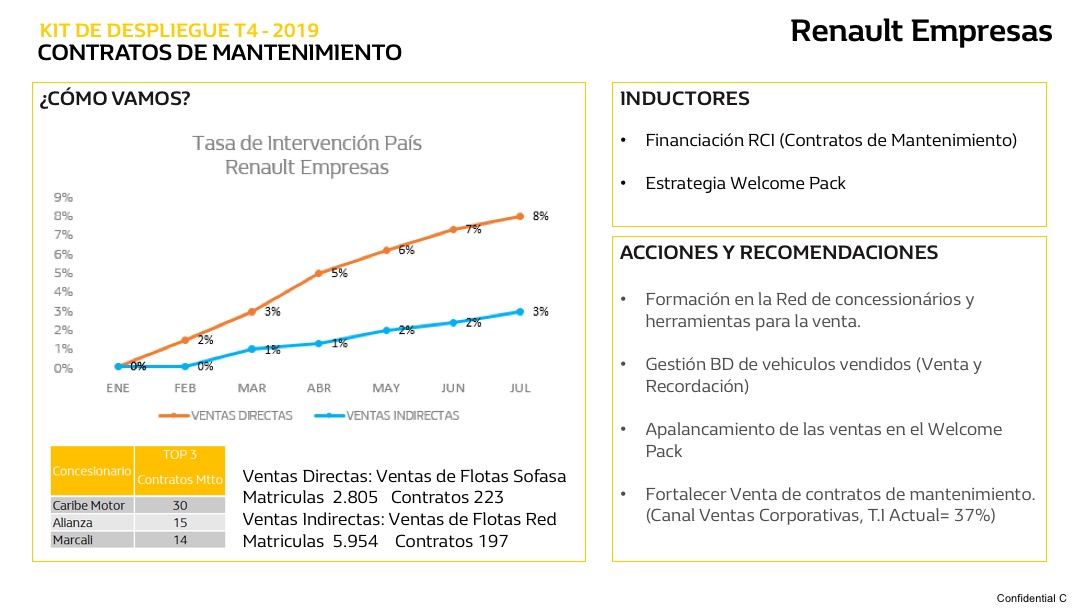 KIT DE DESPLIEGUE T4 - 2019
CONTRATOS DE MANTENIMIENTO
Renault Empresas
¿CÓMO VAMOS?
Tasa de Intervención País
Renault Empresas
9%
8%
7%
6%
5%
4%
3%
2%
1%
0%
0%
2%
3%
5%
6%
7%
8%
0%
1%
1%
2%
2%
3%
ENE FEB MAR ABR MAY JUN JUL
VENTAS DIRECTAS VENTAS INDIRECTAS
Concesionario TOP 3
Contratos Mtto
Caribe Motor 30
Alianza 15
Marcali 14
Ventas Directas: Ventas de Flotas Sofasa
Matriculas 2.805 Contratos 223
Ventas Indirectas: Ventas de Flotas Red
Matriculas 5.954 Contratos 197
INDUCTORES
• Financiación RCI (Contratos de Mantenimiento)
• Estrategia Welcome Pack
ACCIONES Y RECOMENDACIONES
• Formación en la Red de concessionários y
herramientas para la venta.
• Gestión BD de vehiculos vendidos (Venta y
Recordación)
• Apalancamiento de las ventas en el Welcome
Pack
• Fortalecer Venta de contratos de mantenimiento.
(Canal Ventas Corporativas, T.I Actual= 37%)
Confidential C